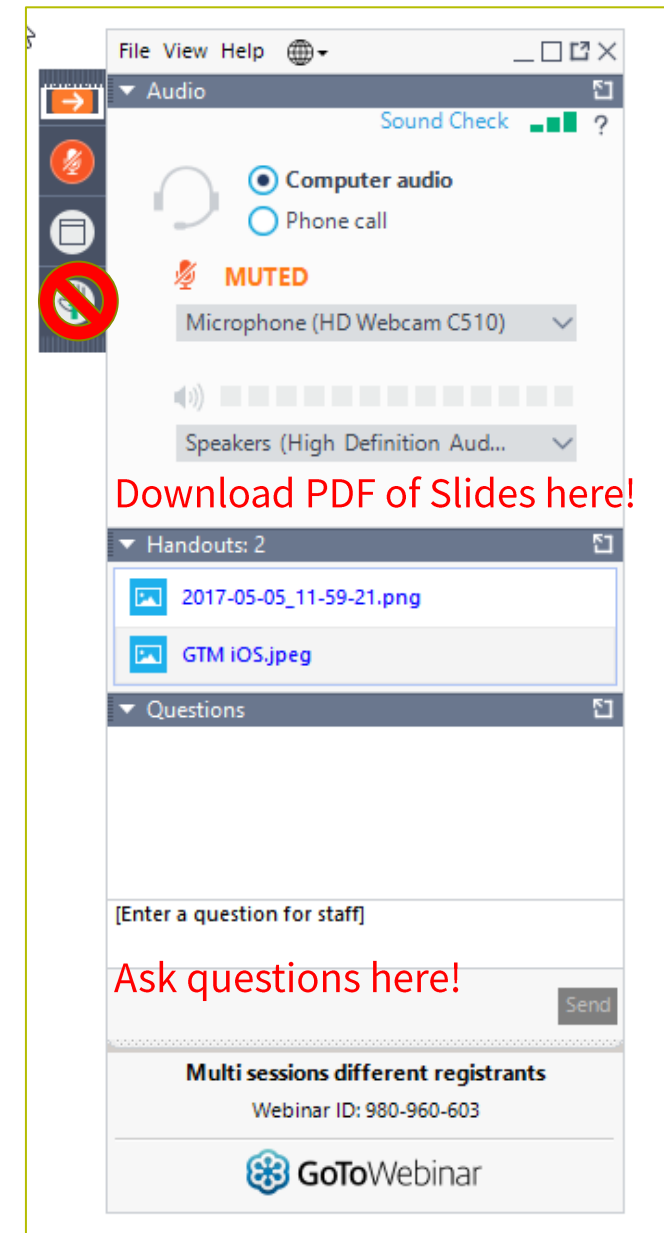 File View Help
Audio
Sound Check ?
Computer audio
Phone call
MUTED
Microphone (HD Webcam C510)
Speakers (High Definition Aud...
Download PDF of Slides here!
Handouts: 2
2017-05-05_11-59-21.png
GTM iOS.jpeg
Questions
[Enter a question for staff]
Ask questions here!
Send
Multi sessions different registrants
Webinar ID: 980-960-603
GoToWebinar